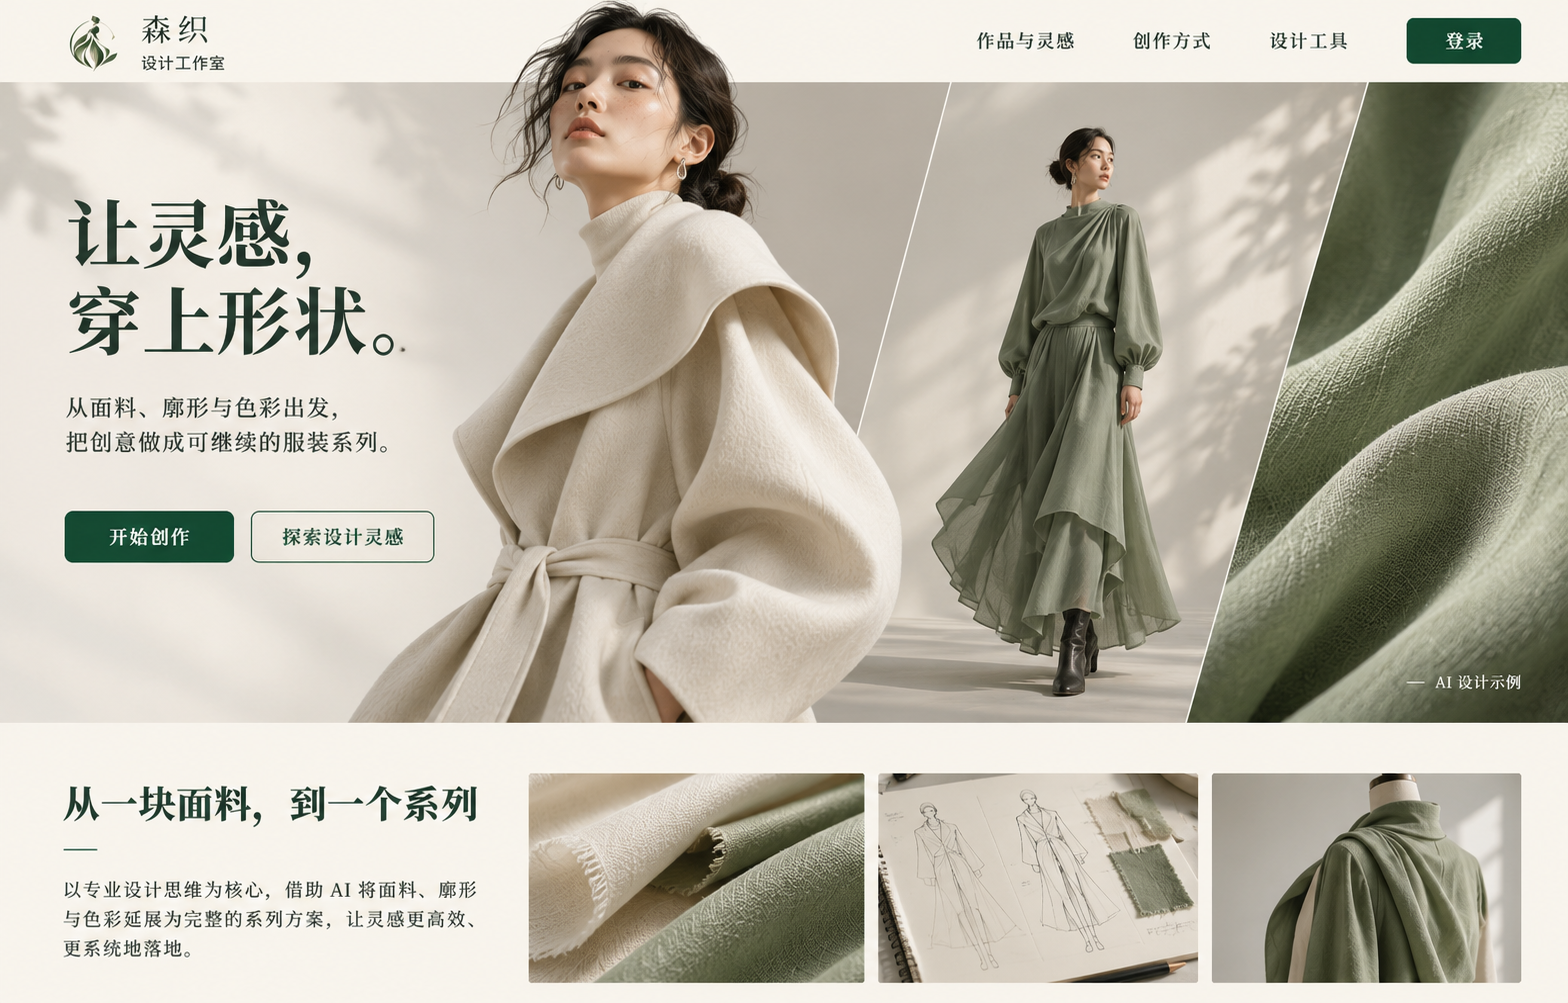 森织
设计工作室
作品与灵感
创作方式
设计工具
登录
让灵感，
穿上形状。
从面料、廓形与色彩出发，
把创意做成可继续的服装系列。
开始创作
探索设计灵感
— AI 设计示例
从一块面料，到一个系列
以专业设计思维为核心，借助 AI 将面料、廓形
与色彩延展为完整的系列方案，让灵感更高效、
更系统地落地。